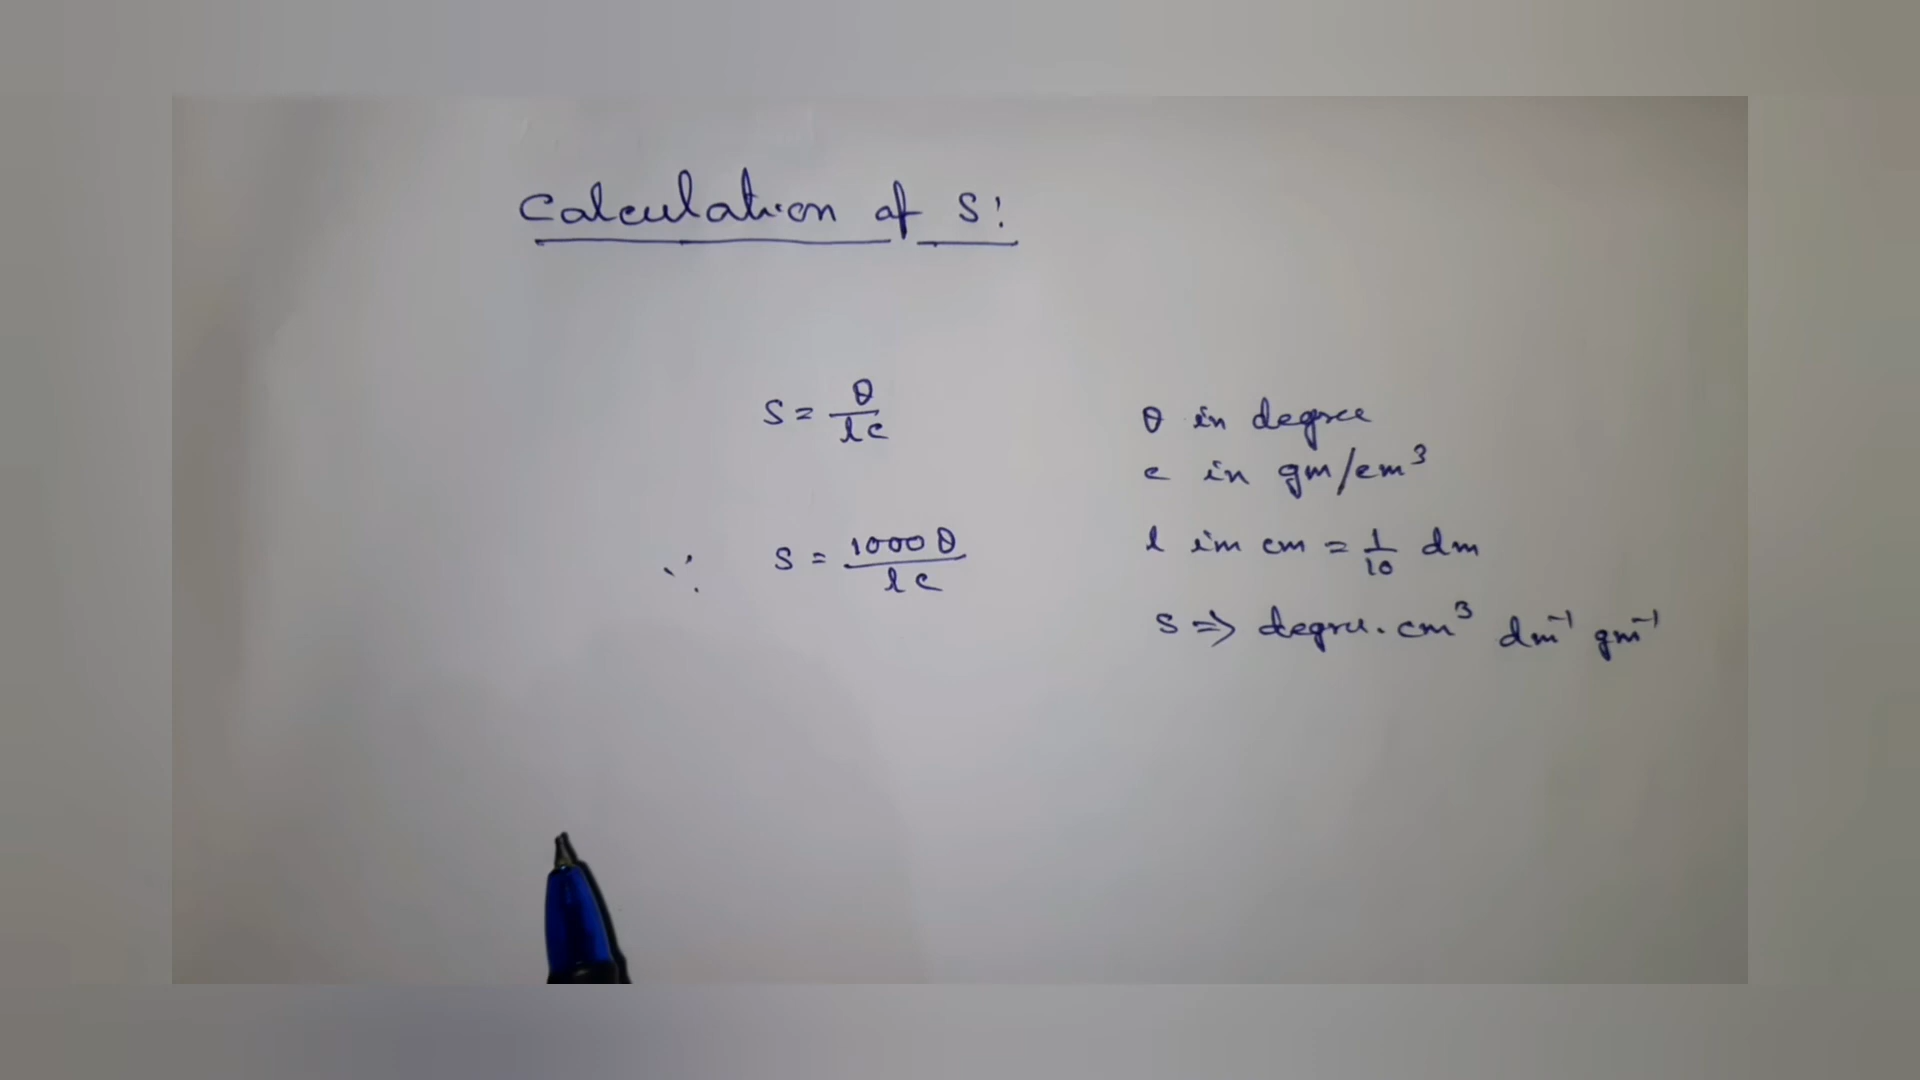 Calculation of S:
S = θ/lc
θ in degree
c in gm/cm³
∴ S = 1000θ/lc
l in cm = 1/10 dm
S ⇒ degree. cm³ dm⁻¹ gm⁻¹